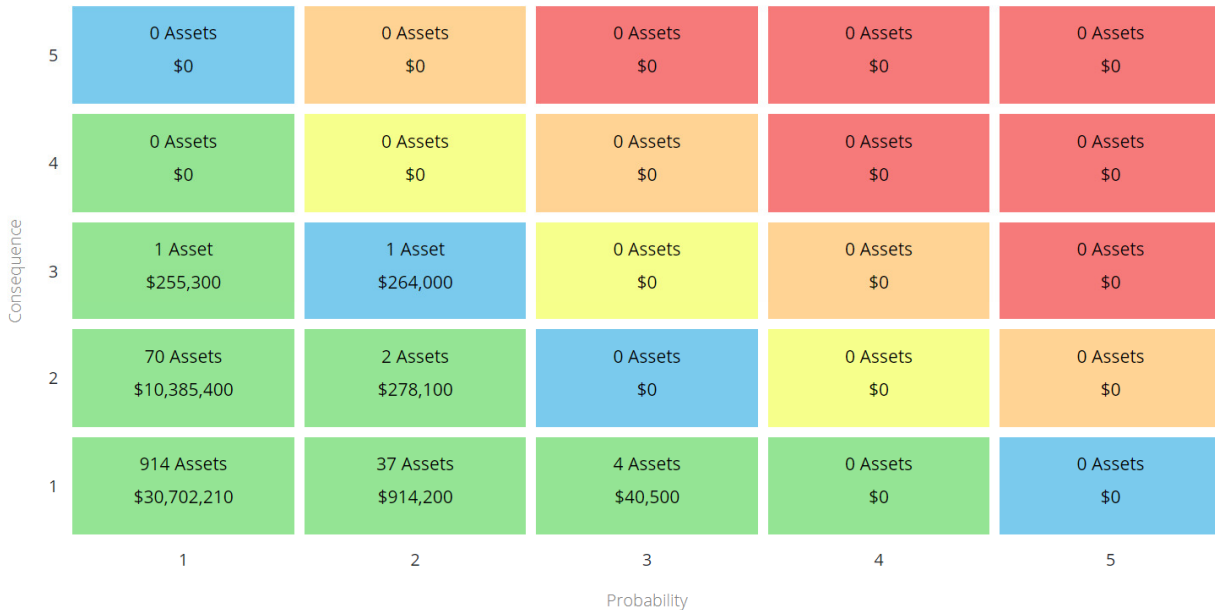 5
0 Assets
$0
0 Assets
$0
0 Assets
$0
0 Assets
$0
0 Assets
$0
4
0 Assets
$0
0 Assets
$0
0 Assets
$0
0 Assets
$0
0 Assets
$0
Consequence
3
1 Asset
$255,300
1 Asset
$264,000
0 Assets
$0
0 Assets
$0
0 Assets
$0
2
70 Assets
$10,385,400
2 Assets
$278,100
0 Assets
$0
0 Assets
$0
0 Assets
$0
1
914 Assets
$30,702,210
37 Assets
$914,200
4 Assets
$40,500
0 Assets
$0
0 Assets
$0
1
2
3
4
5
Probability